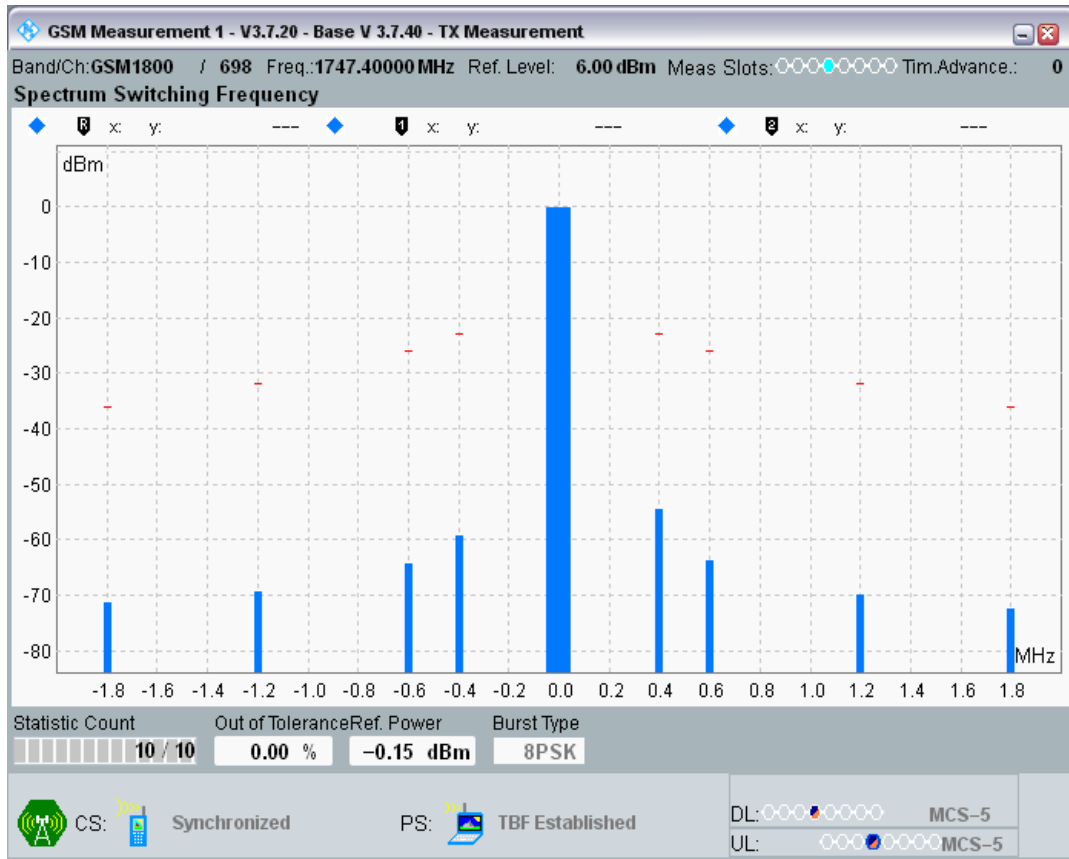 GSM Measurement 1 - V3.7.20 - Base V 3.7.40 - TX Measurement
Band/Ch:GSM1800 / 698 Freq.:1747.40000 MHz Ref. Level: 6.00 dBm Meas Slots: Tim.Advance.: 0
Spectrum Switching Frequency
R x: y: --- 1 x: y: --- 2 x: y: ---
dBm
0
-10
-20
-30
-40
-50
-60
-70
-80
MHz
-1.8 -1.6 -1.4 -1.2 -1.0 -0.8 -0.6 -0.4 -0.2 0.0 0.2 0.4 0.6 0.8 1.0 1.2 1.4 1.6 1.8
Statistic Count Out of Tolerance Ref. Power Burst Type
10 / 10 0.00 % −0.15 dBm 8PSK
CS: Synchronized PS: TBF Established
DL: MCS−5
UL: MCS−5